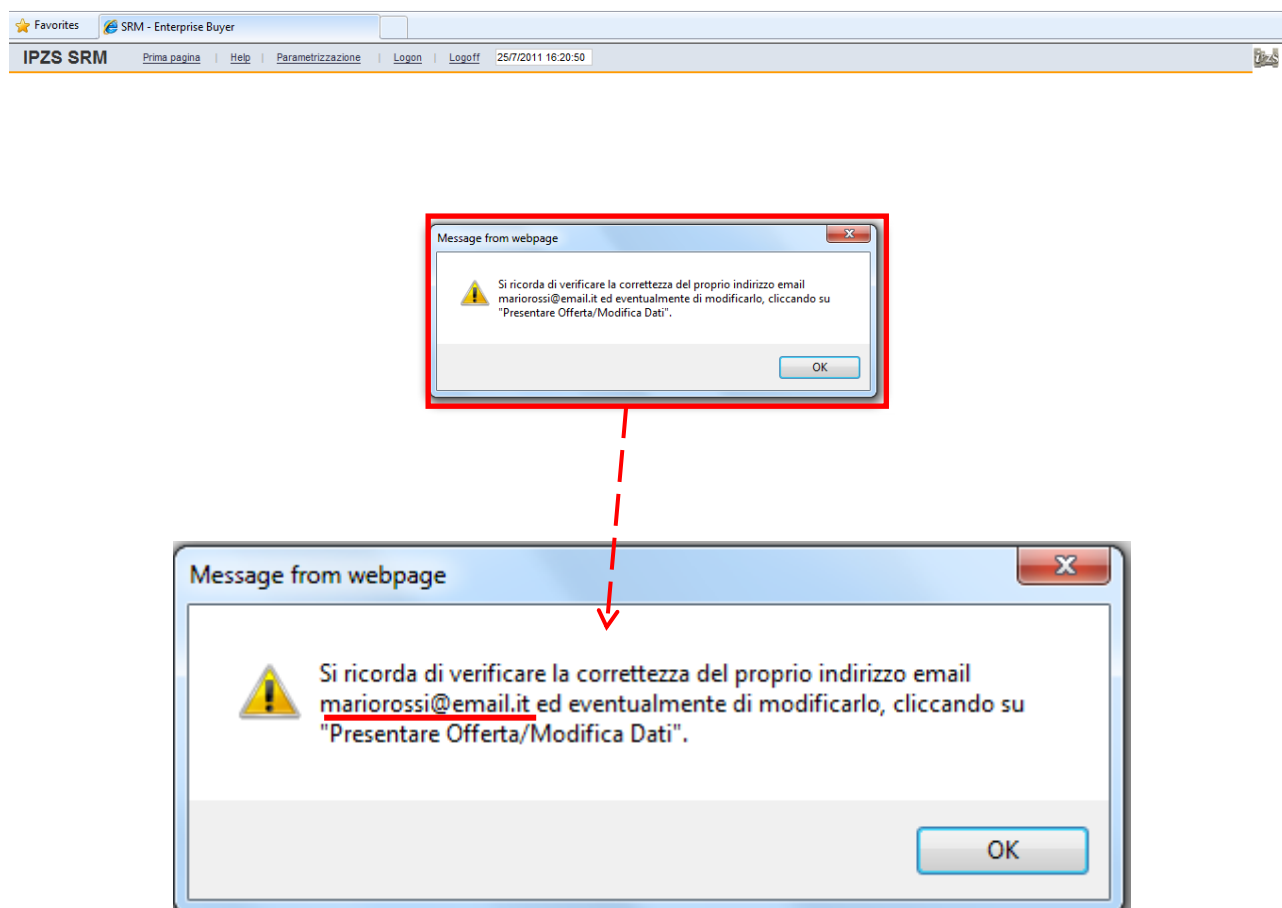 Favorites SRM - Enterprise Buyer
IPZS SRM Prima pagina | Help | Parametrizzazione | Logon | Logoff 25/7/2011 16:20:50
Message from webpage
Si ricorda di verificare la correttezza del proprio indirizzo email
mariorossi@email.it ed eventualmente di modificarlo, cliccando su
"Presentare Offerta/Modifica Dati".
OK
Message from webpage
Si ricorda di verificare la correttezza del proprio indirizzo email
mariorossi@email.it ed eventualmente di modificarlo, cliccando su
"Presentare Offerta/Modifica Dati".
OK